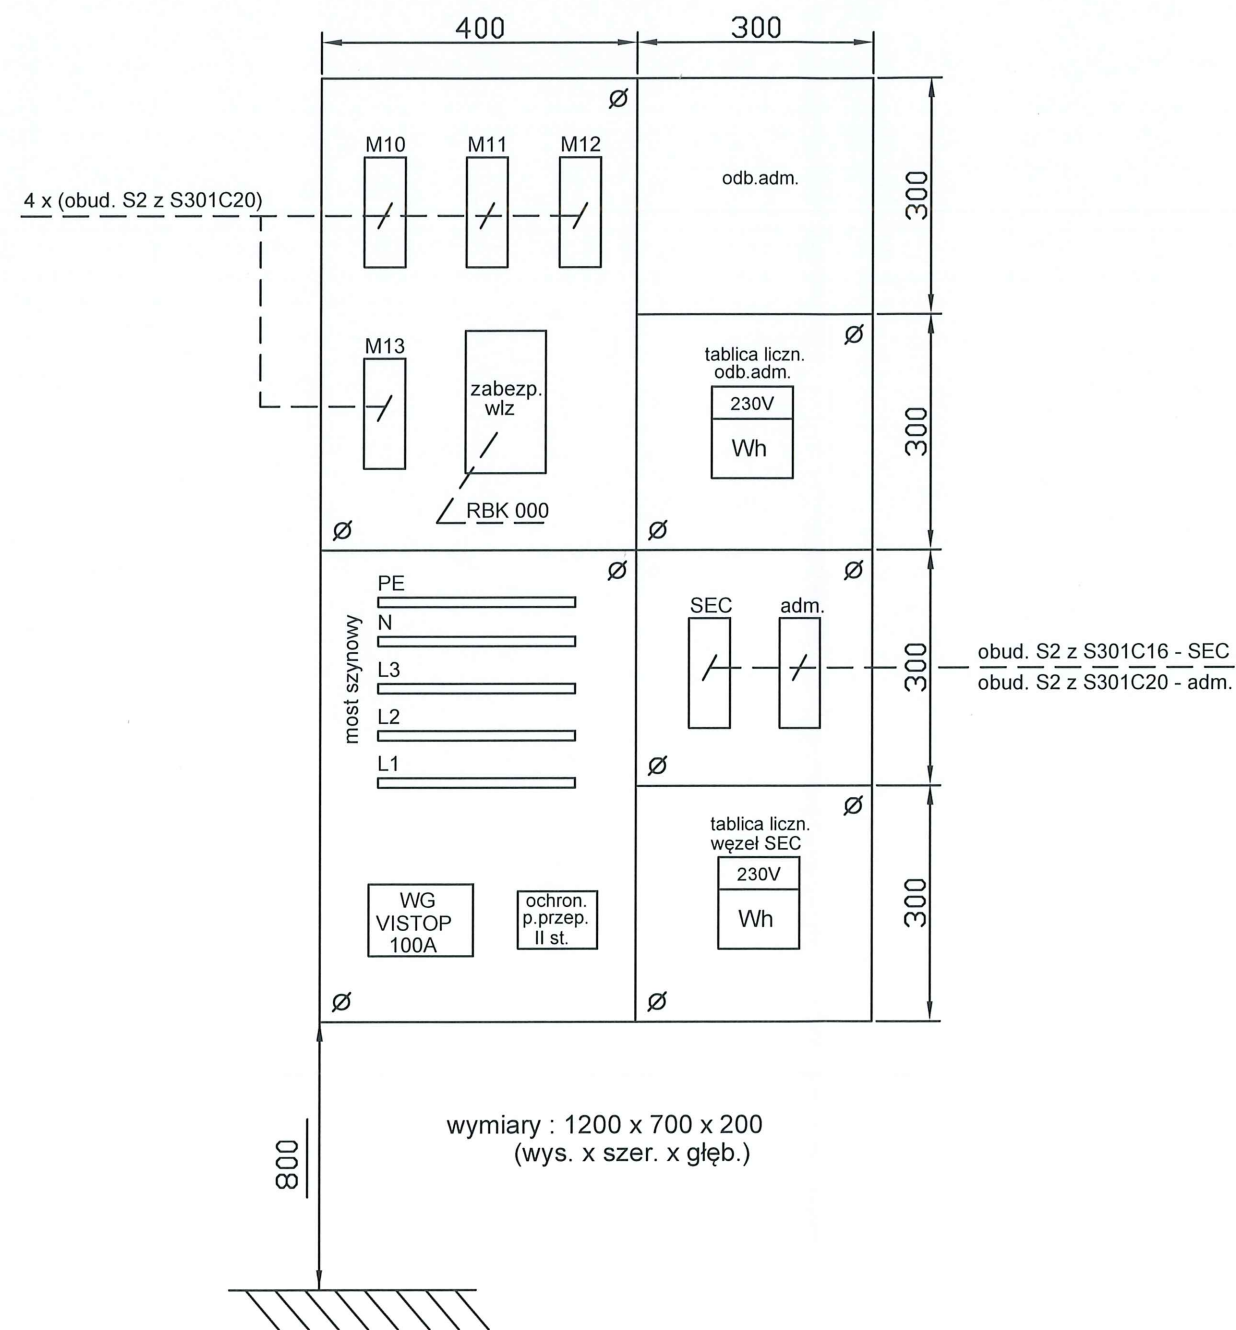 400
300
M10
M11
M12
odb.adm.
300
4 x (obud. S2 z S301C20)
M13
zabezp.
wlz
RBK 000
tablica liczn.
odb.adm.
230V
Wh
300
PE
N
L3
L2
L1
most szynowy
SEC
adm.
300
obud. S2 z S301C16 - SEC
obud. S2 z S301C20 - adm.
WG
VISTOP
100A
ochron.
p.przep.
II st.
tablica liczn.
węzeł SEC
230V
Wh
300
800
wymiary : 1200 x 700 x 200
(wys. x szer. x głęb.)